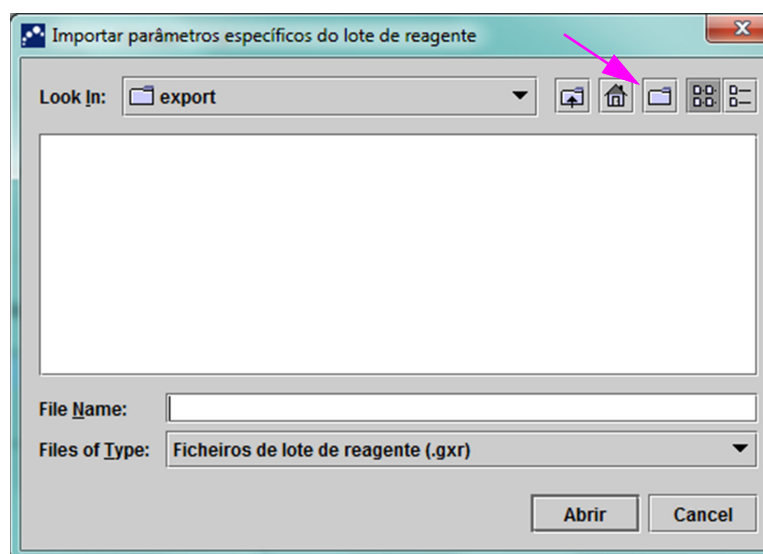 Importar parâmetros específicos do lote de reagente
Look In: export
File Name:
Files of Type: Ficheiros de lote de reagente (.gxr)
Abrir Cancel